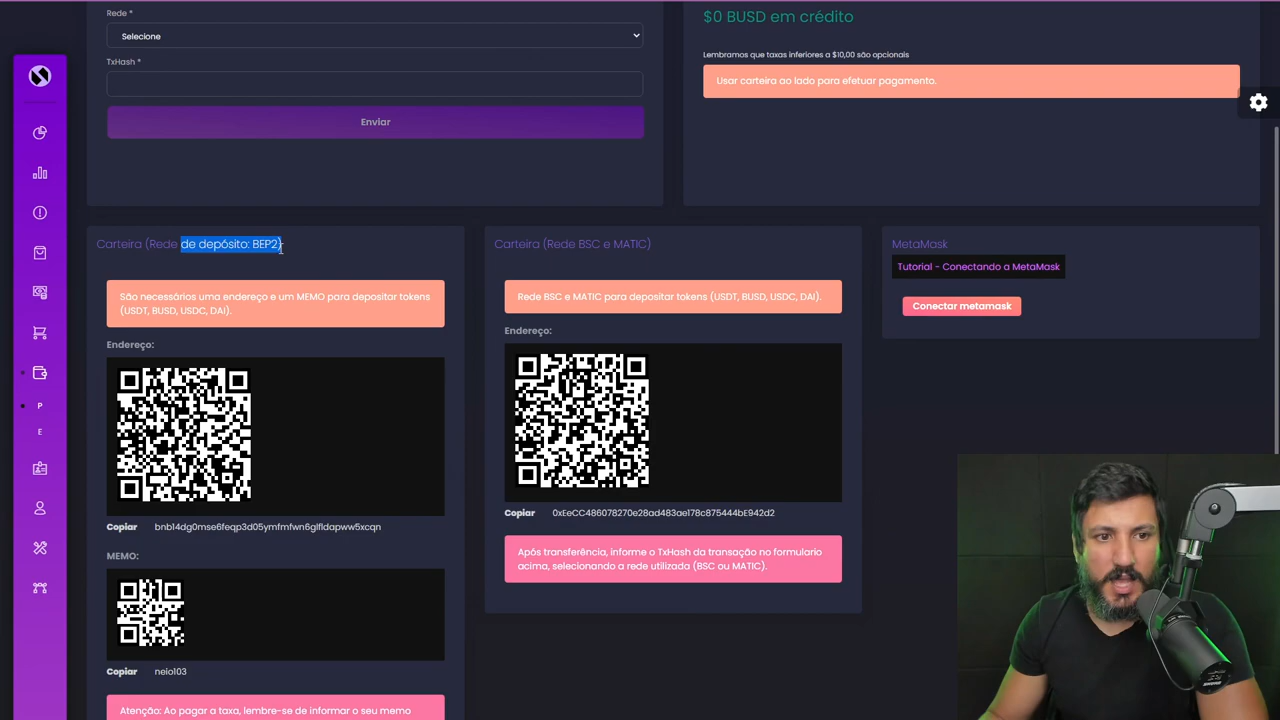 Rede *
Selecione
TxHash *
Enviar
$0 BUSD em crédito
Lembramos que taxas inferiores a $10,00 são opcionais
Usar carteira ao lado para efetuar pagamento.
P
E
Carteira (Rede de depósito: BEP2)
São necessários uma endereço e um MEMO para depositar tokens
(USDT, BUSD, USDC, DAI).
Endereço:
Copiar bnb14dg0mse6feqp3d05ymfmfwn6glfldapww5xcqn
MEMO:
Copiar neio103
Atenção: Ao pagar a taxa, lembre-se de informar o seu memo
Carteira (Rede BSC e MATIC)
Rede BSC e MATIC para depositar tokens (USDT, BUSD, USDC, DAI).
Endereço:
Copiar 0xEeCC486078270e28ad483ae178c875444bE942d2
Após transferência, informe o TxHash da transação no formulario
acima, selecionando a rede utilizada (BSC ou MATIC).
MetaMask
Tutorial - Conectando a MetaMask
Conectar metamask